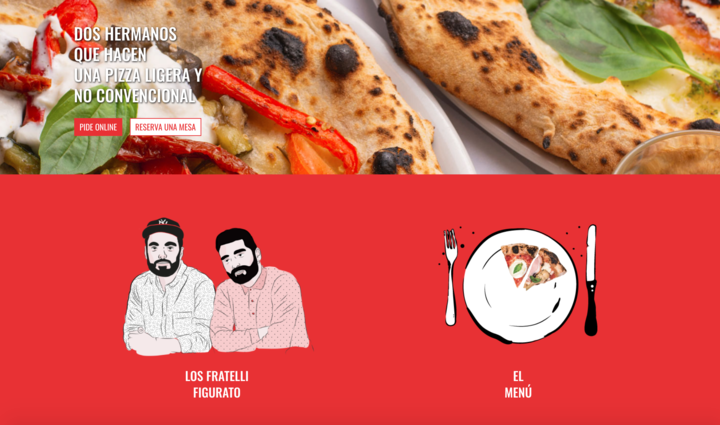 DOS HERMANOS
QUE HACEN
UNA PIZZA LIGERA Y
NO CONVENCIONAL
PIDE ONLINE
RESERVA UNA MESA
LOS FRATELLI
FIGURATO
EL
MENÚ